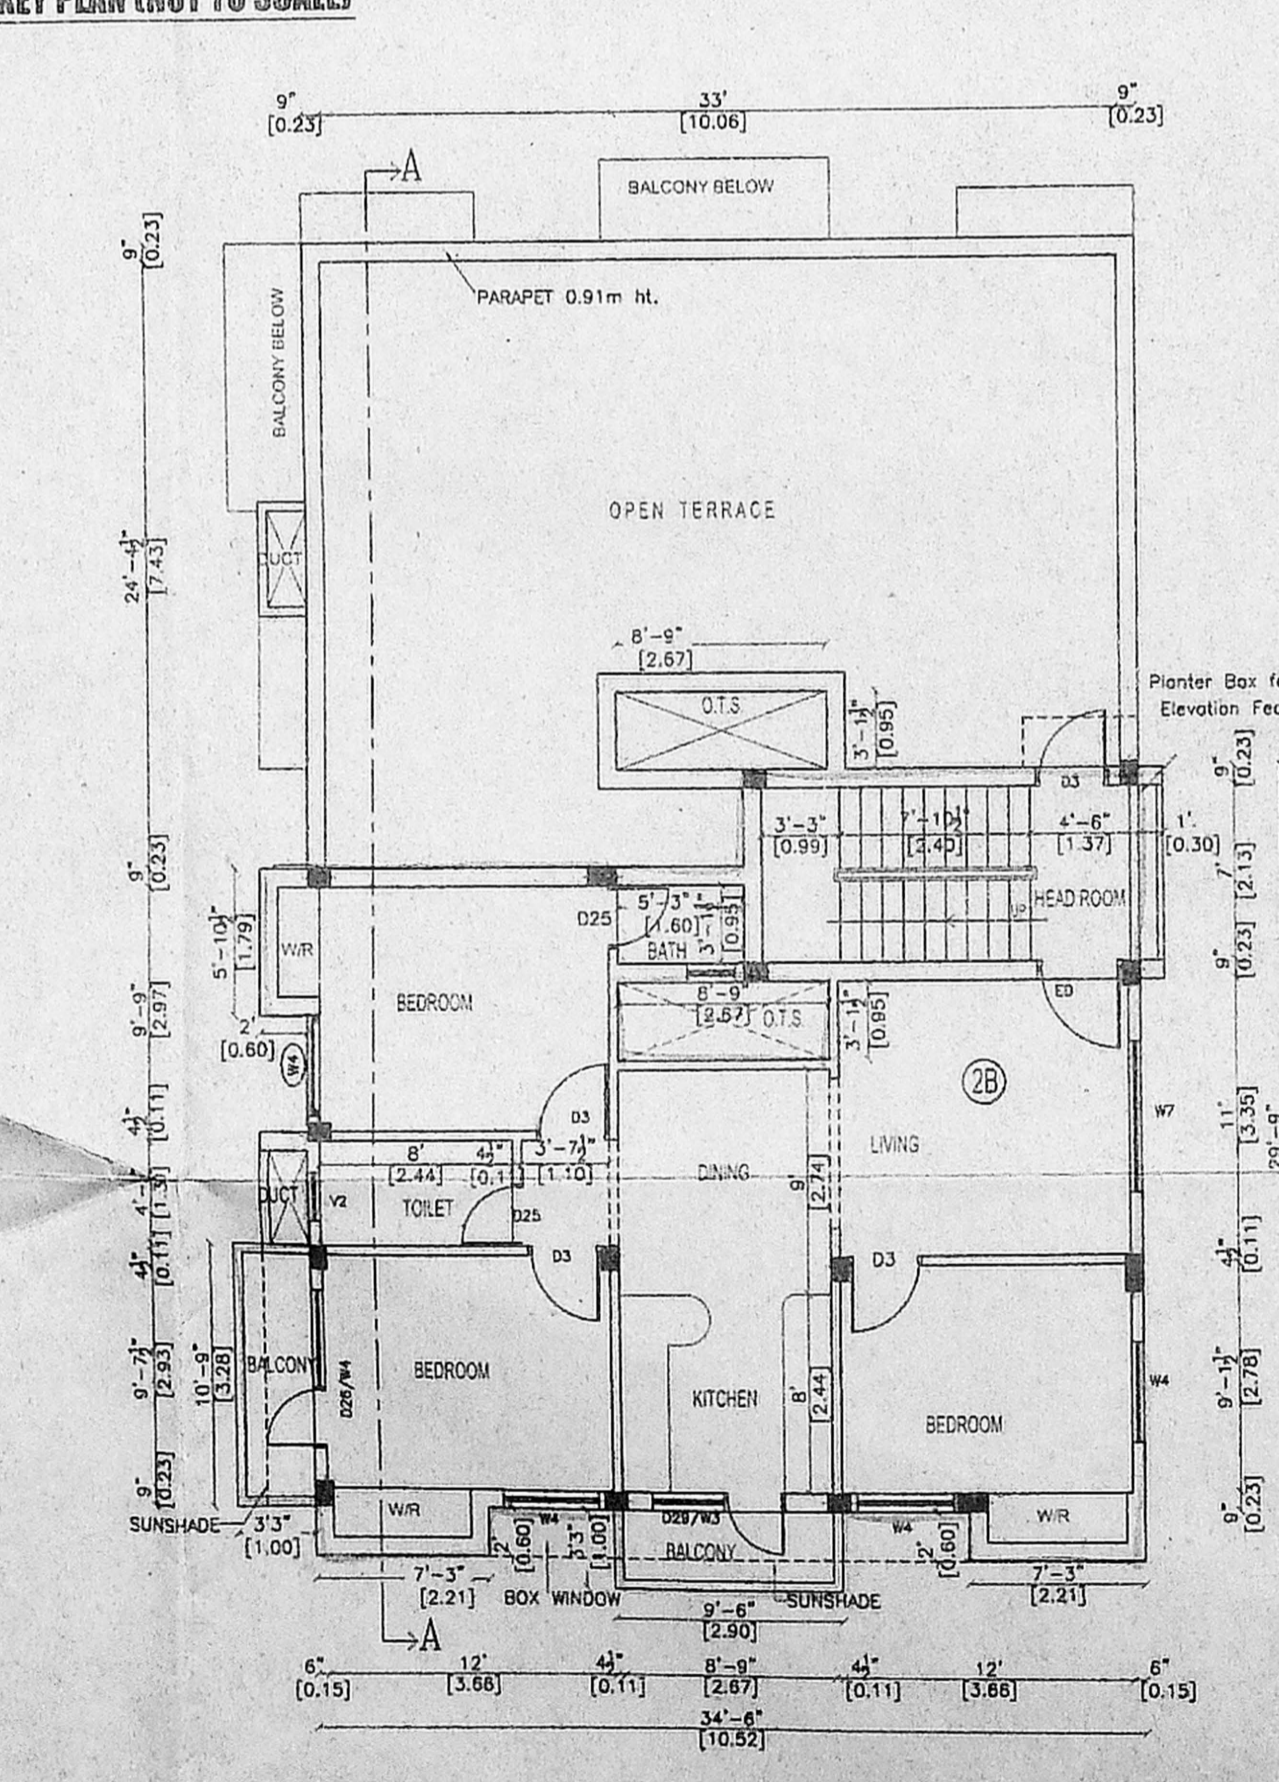 KEY PLAN (NOT TO SCALE)
9"
[0.23]
33'
[10.06]
9"
[0.23]
A
BALCONY BELOW
9"
[0.23]
PARAPET 0.91m ht.
BALCONY BELOW
OPEN TERRACE
DUCT
24'-4½"
[7.43]
8'-9"
[2.67]
O.T.S.
3'-1½"
[0.95]
Planter Box
Elevation
9"
[0.23]
D3
3'-3"
[0.99]
7'-10½"
[2.40]
4'-6"
[1.37]
1'
[0.30]
9"
[0.23]
7'
[2.13]
HEAD ROOM
UP
5'-10½"
[1.79]
W/R
D25
5'-3"
[1.60]
[0.95]
BATH
9"
[0.23]
BEDROOM
9'-9"
[2.97]
8'-9"
[2.67]
O.T.S.
3'-1½"
[0.95]
ED
2'
[0.60]
W4
2B
D3
4½"
[0.11]
W7
11'
[3.35]
29'-9"
8'
[2.44]
4½"
3'-7½"
[1.10]
LIVING
DINING
9'
[2.74]
DUCT
V2
TOILET
D25
4½"
[0.11]
D3
D3
4½"
[0.11]
BALCONY
10'-9"
[3.28]
9'-7½"
[2.93]
D26/W4
BEDROOM
KITCHEN
8'
[2.44]
BEDROOM
W4
9'-1½"
[2.78]
9"
[0.23]
9"
[0.23]
SUNSHADE
3'3"
[1.00]
W/R
W4
2'
[0.60]
3'3"
[1.00]
D29/W3
BALCONY
W4
2'
[0.60]
W/R
7'-3"
[2.21]
BOX WINDOW
SUNSHADE
7'-3"
[2.21]
9'-6"
[2.90]
A
6"
[0.15]
12'
[3.66]
4½"
[0.11]
8'-9"
[2.67]
4½"
[0.11]
12'
[3.66]
6"
[0.15]
34'-6"
[10.52]